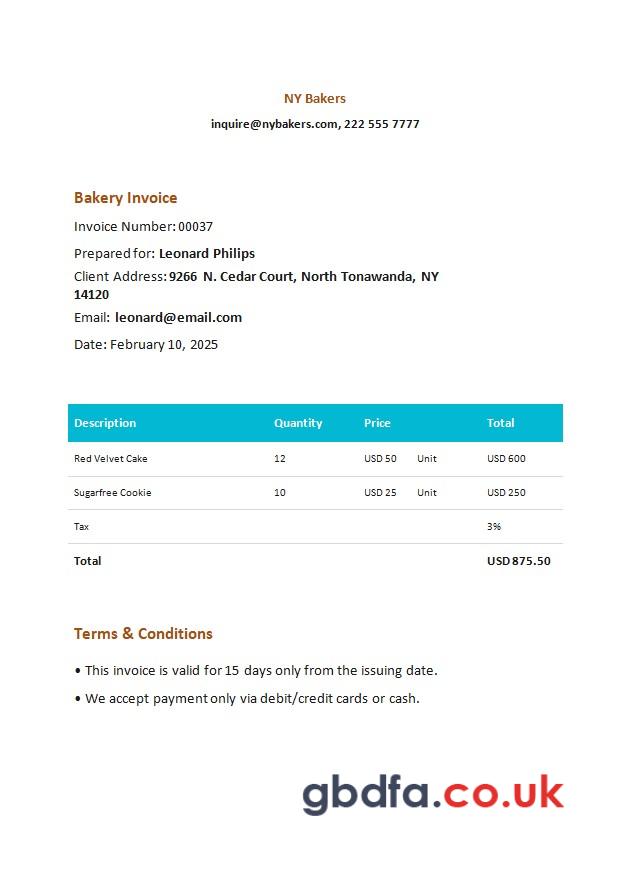 NY Bakers
inquire@nybakers.com, 222 555 7777
Bakery Invoice
Invoice Number: 00037
Prepared for: Leonard Philips
Client Address: 9266 N. Cedar Court, North Tonawanda, NY
14120
Email: leonard@email.com
Date: February 10, 2025
Description Quantity Price Total
Red Velvet Cake 12 USD 50 Unit USD 600
Sugarfree Cookie 10 USD 25 Unit USD 250
Tax 3%
Total USD 875.50
Terms & Conditions
• This invoice is valid for 15 days only from the issuing date.
• We accept payment only via debit/credit cards or cash.
gbdfa.co.uk